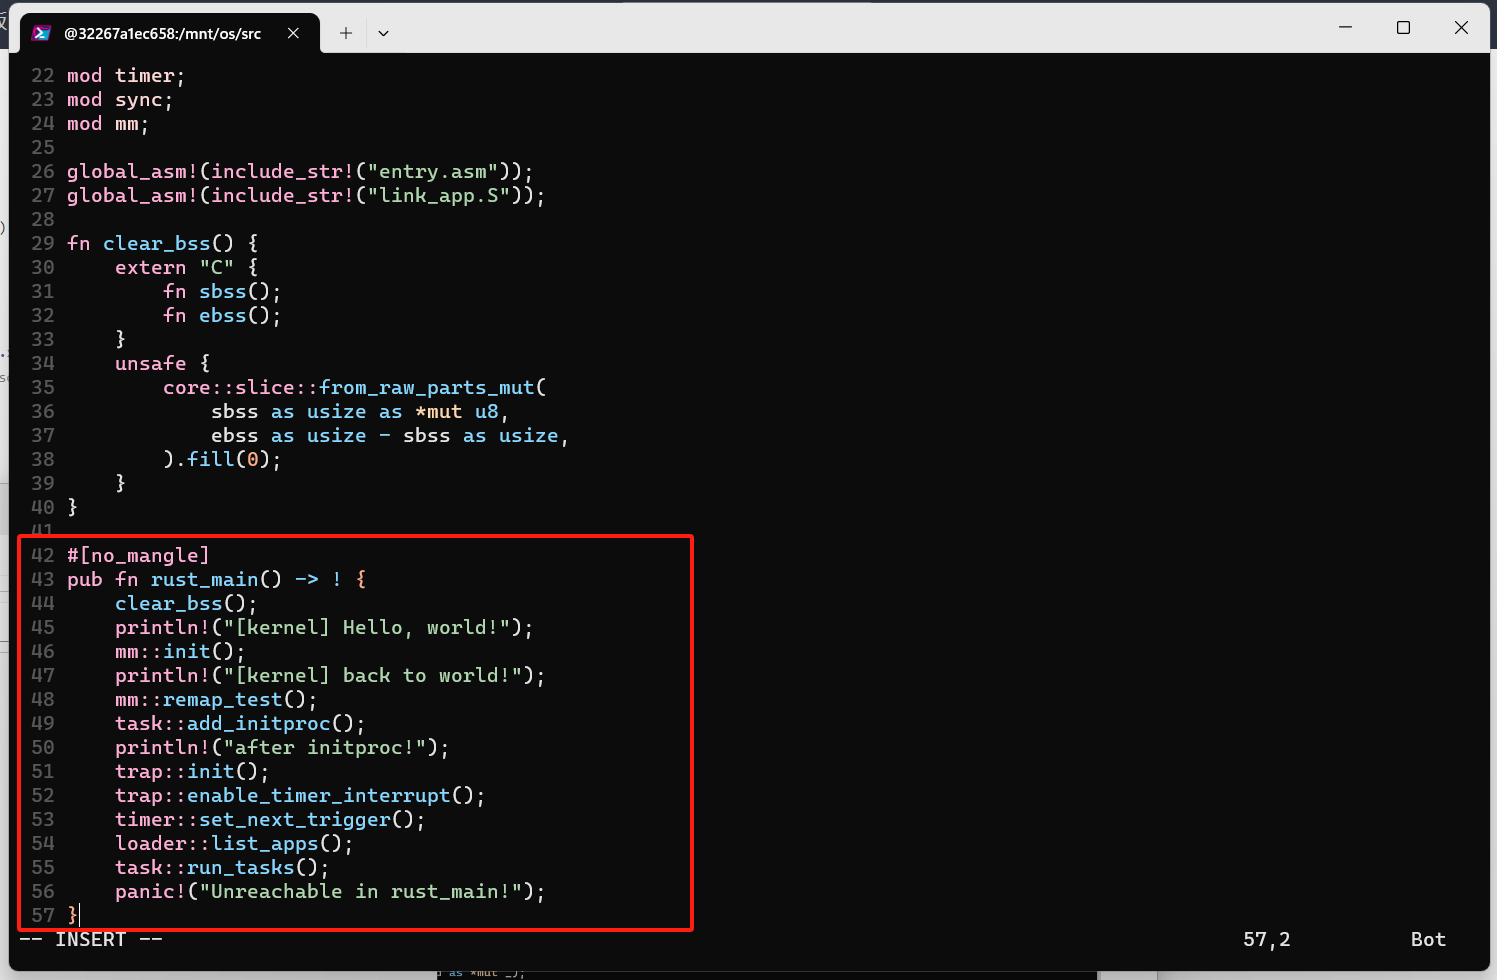 @32267a1ec658:/mnt/os/src
22 mod timer;
23 mod sync;
24 mod mm;
25
26 global_asm!(include_str!("entry.asm"));
27 global_asm!(include_str!("link_app.S"));
28
29 fn clear_bss() {
30     extern "C" {
31         fn sbss();
32         fn ebss();
33     }
34     unsafe {
35         core::slice::from_raw_parts_mut(
36             sbss as usize as *mut u8,
37             ebss as usize - sbss as usize,
38         ).fill(0);
39     }
40 }
41
42 #[no_mangle]
43 pub fn rust_main() -> ! {
44     clear_bss();
45     println!("[kernel] Hello, world!");
46     mm::init();
47     println!("[kernel] back to world!");
48     mm::remap_test();
49     task::add_initproc();
50     println!("after initproc!");
51     trap::init();
52     trap::enable_timer_interrupt();
53     timer::set_next_trigger();
54     loader::list_apps();
55     task::run_tasks();
56     panic!("Unreachable in rust_main!");
57 }
-- INSERT -- 57,2 Bot
as *mut _);